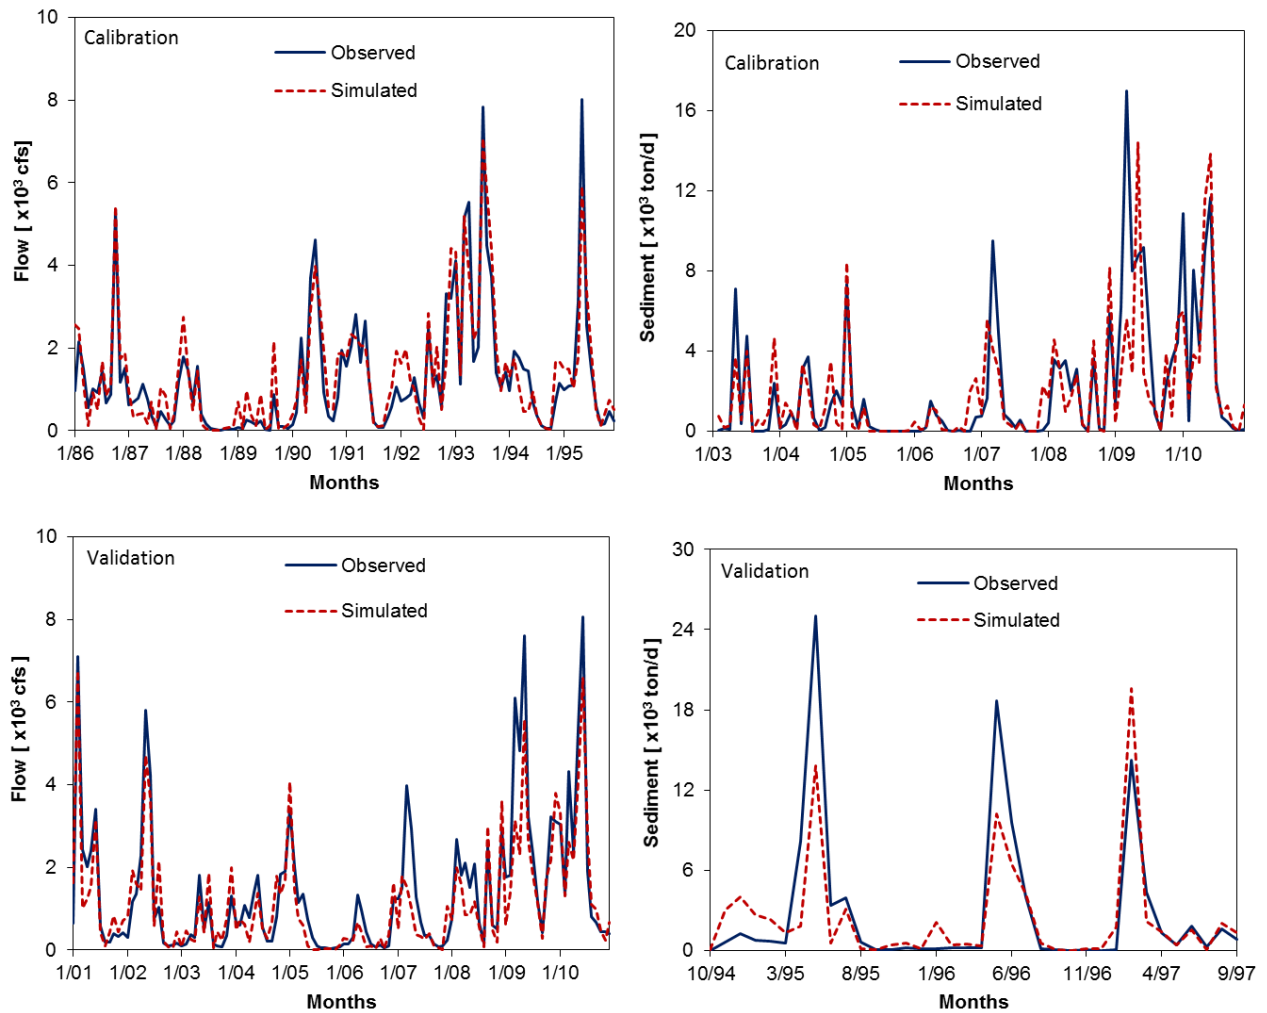 Calibration
Observed
Simulated
Flow [ x10³ cfs]
10
8
6
4
2
0
1/86 1/87 1/88 1/89 1/90 1/91 1/92 1/93 1/94 1/95
Months
Calibration
Observed
Simulated
Sediment [ x10³ ton/d]
20
16
12
8
4
0
1/03 1/04 1/05 1/06 1/07 1/08 1/09 1/10
Months
Validation
Observed
Simulated
Flow [ x10³ cfs ]
10
8
6
4
2
0
1/01 1/02 1/03 1/04 1/05 1/06 1/07 1/08 1/09 1/10
Months
Validation
Observed
Simulated
Sediment [ x10³ ton/d]
30
24
18
12
6
0
10/94 3/95 8/95 1/96 6/96 11/96 4/97 9/97
Months